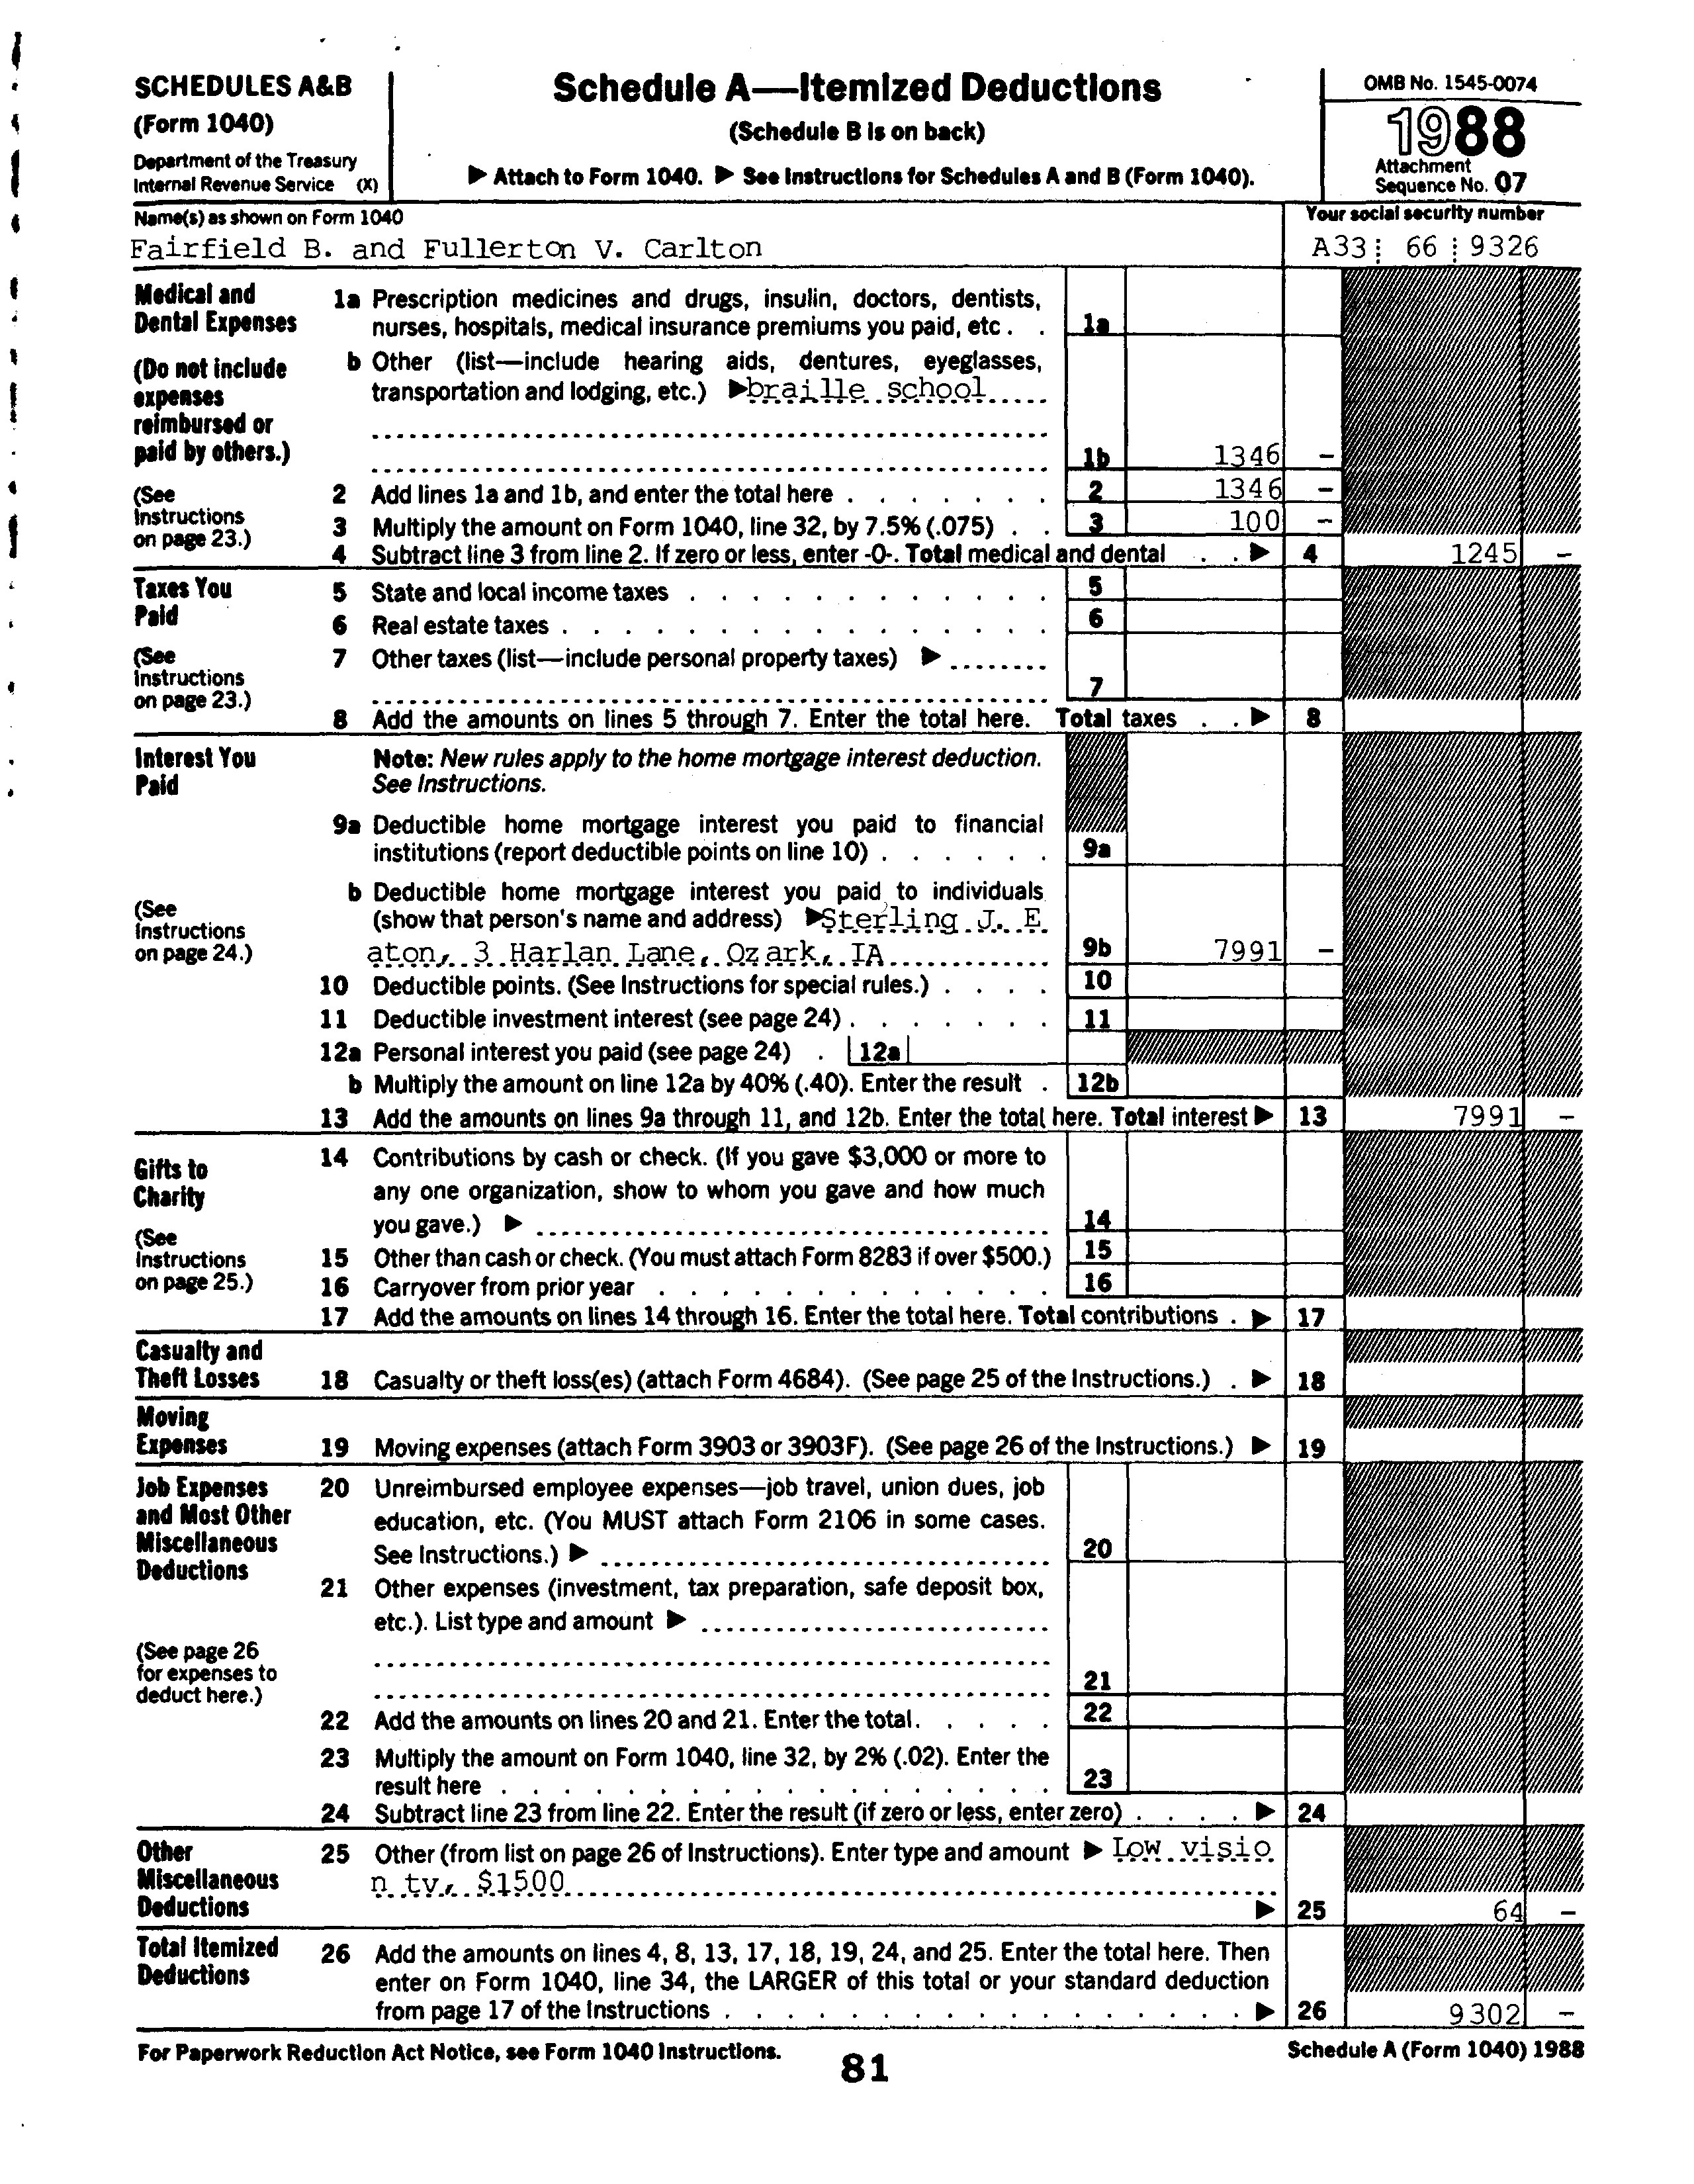 SCHEDULES A&B
(Form 1040)
Department of the Treasury
Internal Revenue Service (X)
Schedule A—Itemized Deductions
(Schedule B is on back)
▶ Attach to Form 1040. ▶ See Instructions for Schedules A and B (Form 1040).
OMB No. 1545-0074
1988
Attachment
Sequence No. 07
Name(s) as shown on Form 1040
Fairfield B. and Fullerton V. Carlton
Your social security number
A33 66 9326
Medical and
Dental Expenses
(Do not include
expenses
reimbursed or
paid by others.)
(See
Instructions
on page 23.)
1a Prescription medicines and drugs, insulin, doctors, dentists,
nurses, hospitals, medical insurance premiums you paid, etc . . 1a
b Other (list—include hearing aids, dentures, eyeglasses,
transportation and lodging, etc.) ▶ braille school
1b 1346 –
2 Add lines 1a and 1b, and enter the total here . . . . . . . 2 1346 –
3 Multiply the amount on Form 1040, line 32, by 7.5% (.075) . . 3 100 –
4 Subtract line 3 from line 2. If zero or less, enter -0-. Total medical and dental . . ▶ 4 1245 –
Taxes You
Paid
(See
Instructions
on page 23.)
5 State and local income taxes . . . . . . . . . . . . 5
6 Real estate taxes . . . . . . . . . . . . . . . . 6
7 Other taxes (list—include personal property taxes) ▶
7
8 Add the amounts on lines 5 through 7. Enter the total here. Total taxes . . ▶ 8
Interest You
Paid
(See
Instructions
on page 24.)
Note: New rules apply to the home mortgage interest deduction.
See Instructions.
9a Deductible home mortgage interest you paid to financial
institutions (report deductible points on line 10) . . . . . . 9a
b Deductible home mortgage interest you paid to individuals
(show that person's name and address) ▶ Sterling J. E
aton, 3 Harlan Lane, Ozark, IA 9b 7991 –
10 Deductible points. (See Instructions for special rules.) . . . . 10
11 Deductible investment interest (see page 24) . . . . . . . 11
12a Personal interest you paid (see page 24) . 12a
b Multiply the amount on line 12a by 40% (.40). Enter the result . 12b
13 Add the amounts on lines 9a through 11, and 12b. Enter the total here. Total interest ▶ 13 7991 –
Gifts to
Charity
(See
Instructions
on page 25.)
14 Contributions by cash or check. (If you gave $3,000 or more to
any one organization, show to whom you gave and how much
you gave.) ▶ 14
15 Other than cash or check. (You must attach Form 8283 if over $500.) 15
16 Carryover from prior year . . . . . . . . . . . . . 16
17 Add the amounts on lines 14 through 16. Enter the total here. Total contributions . ▶ 17
Casualty and
Theft Losses
18 Casualty or theft loss(es) (attach Form 4684). (See page 25 of the Instructions.) . ▶ 18
Moving
Expenses
19 Moving expenses (attach Form 3903 or 3903F). (See page 26 of the Instructions.) ▶ 19
Job Expenses
and Most Other
Miscellaneous
Deductions
(See page 26
for expenses to
deduct here.)
20 Unreimbursed employee expenses—job travel, union dues, job
education, etc. (You MUST attach Form 2106 in some cases.
See Instructions.) ▶ 20
21 Other expenses (investment, tax preparation, safe deposit box,
etc.). List type and amount ▶
21
22 Add the amounts on lines 20 and 21. Enter the total. . . . . . 22
23 Multiply the amount on Form 1040, line 32, by 2% (.02). Enter the
result here . . . . . . . . . . . . . . . . . . 23
24 Subtract line 23 from line 22. Enter the result (if zero or less, enter zero) . . . . ▶ 24
Other
Miscellaneous
Deductions
25 Other (from list on page 26 of Instructions). Enter type and amount ▶ Low visio
n tv, $1500
▶ 25 64 –
Total Itemized
Deductions
26 Add the amounts on lines 4, 8, 13, 17, 18, 19, 24, and 25. Enter the total here. Then
enter on Form 1040, line 34, the LARGER of this total or your standard deduction
from page 17 of the Instructions . . . . . . . . . . . . . . . . . ▶ 26 9302 –
For Paperwork Reduction Act Notice, see Form 1040 Instructions.
81
Schedule A (Form 1040) 1988